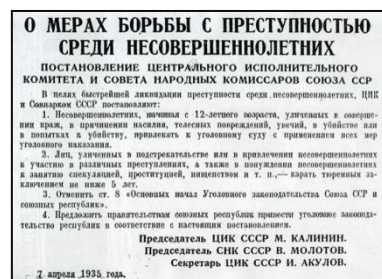 О МЕРАХ БОРЬБЫ С ПРЕСТУПНОСТЬЮ
СРЕДИ НЕСОВЕРШЕННОЛЕТНИХ
ПОСТАНОВЛЕНИЕ ЦЕНТРАЛЬНОГО ИСПОЛНИТЕЛЬНОГО
КОМИТЕТА И СОВЕТА НАРОДНЫХ КОМИССАРОВ СОЮЗА ССР
В целях быстрейшей ликвидации преступности среди несовершеннолетних, ЦИК
и Совнарком СССР постановляют:
1. Несовершеннолетних, начиная с 12-летнего возраста, уличенных в совершении
краж, в причинении насилия, телесных повреждений, увечий, в убийстве или
в попытках к убийству, привлекать к уголовному суду с применением всех мер
уголовного наказания.
2. Лиц, уличенных в подстрекательстве или в привлечении несовершеннолетних
к участию в различных преступлениях, а также в понуждении несовершеннолетних
к занятию спекуляцией, проституцией, нищенством и т. п.,— карать тюремным за-
ключением не ниже 5 лет.
3. Отменить ст. 8 «Основных начал Уголовного законодательства Союза ССР и
союзных республик».
4. Предложить правительствам союзных республик привести уголовное законода-
тельство республик в соответствие с настоящим постановлением.
Председатель ЦИК СССР М. КАЛИНИН.
Председатель СНК СССР В. МОЛОТОВ.
Секретарь ЦИК СССР И. АКУЛОВ.
7 апреля 1935 года.